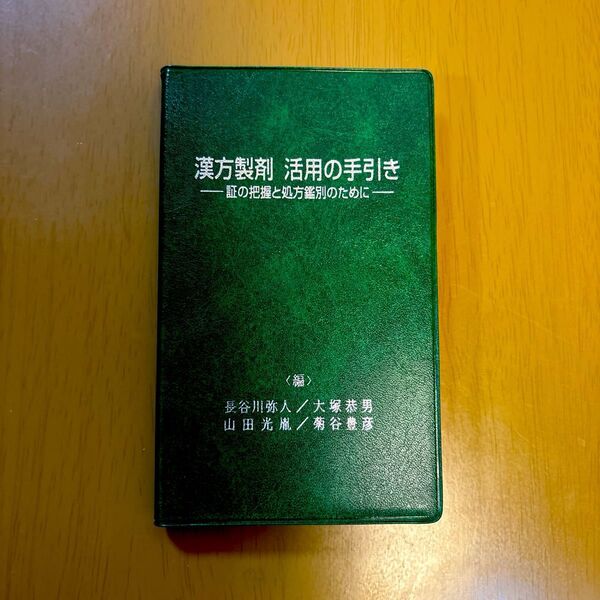 漢方製剤 活用の手引き
―証の把握と処方鑑別のために―
〈編〉
長谷川弥人／大塚恭男
山田光胤／菊谷豊彦